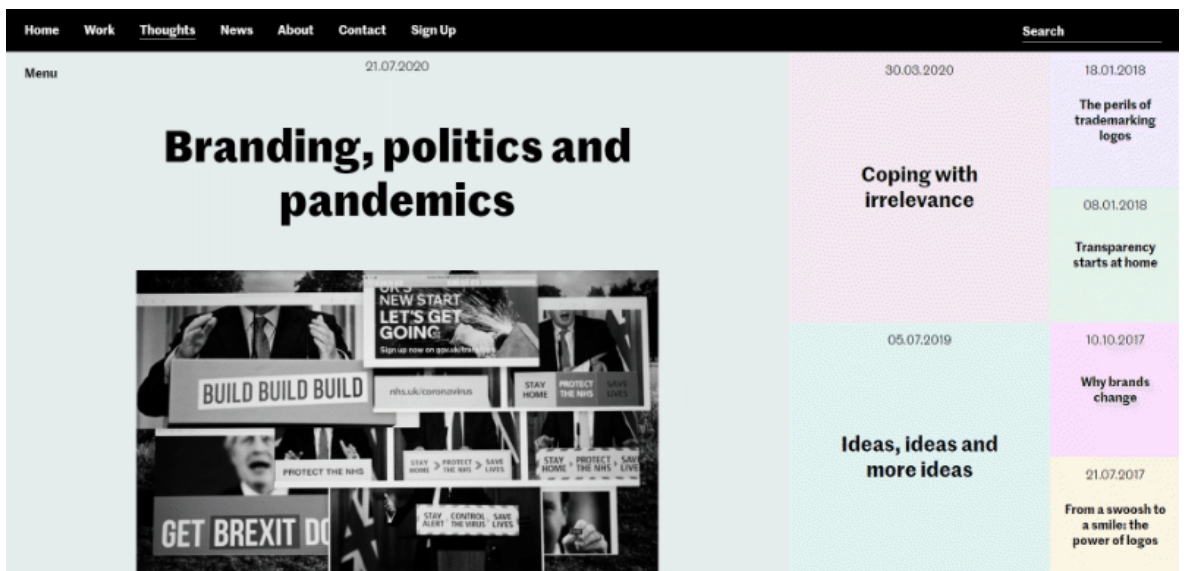 Home Work Thoughts News About Contact Sign Up Search
Menu
21.07.2020
Branding, politics and
pandemics
UK'S
NEW START
LET'S GET
GOING
Sign up now on gov.uk/
BUILD BUILD BUILD
nhs.uk/coronavirus
STAY HOME PROTECT THE NHS SAVE LIVES
PROTECT THE NHS
STAY HOME > PROTECT THE NHS > SAVE LIVES
STAY HOME > PROTECT THE NHS > SAV LIVE
GET BREXIT DO
STAY ALERT > CONTROL THE VIRUS > SAVE LIVES
30.03.2020
Coping with
irrelevance
05.07.2019
Ideas, ideas and
more ideas
18.01.2018
The perils of
trademarking
logos
08.01.2018
Transparency
starts at home
10.10.2017
Why brands
change
21.07.2017
From a swoosh to
a smile: the
power of logos